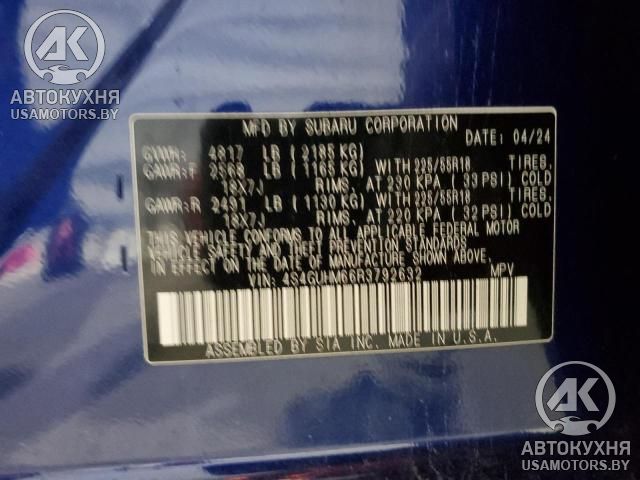 AK
АВТОКУХНЯ
USAMOTORS.BY
MFD BY SUBARU CORPORATION
DATE: 04/24
GVWR: 4817 LB (2185 KG)
GAWR:F 2568 LB (1165 KG) WITH 225/55R18 TIRES,
18X7J RIMS, AT 230 KPA (33 PSI) COLD
GAWR:R 2491 LB (1130 KG) WITH 225/55R18 TIRES,
18X7J RIMS, AT 220 KPA (32 PSI) COLD
THIS VEHICLE CONFORMS TO ALL APPLICABLE FEDERAL MOTOR
VEHICLE SAFETY AND THEFT PREVENTION STANDARDS
IN EFFECT ON THE DATE OF MANUFACTURE SHOWN ABOVE.
VIN: 4S4GUHM66R3792632 MPV
ASSEMBLED BY SIA INC. MADE IN U.S.A.
AK
АВТОКУХНЯ
USAMOTORS.BY